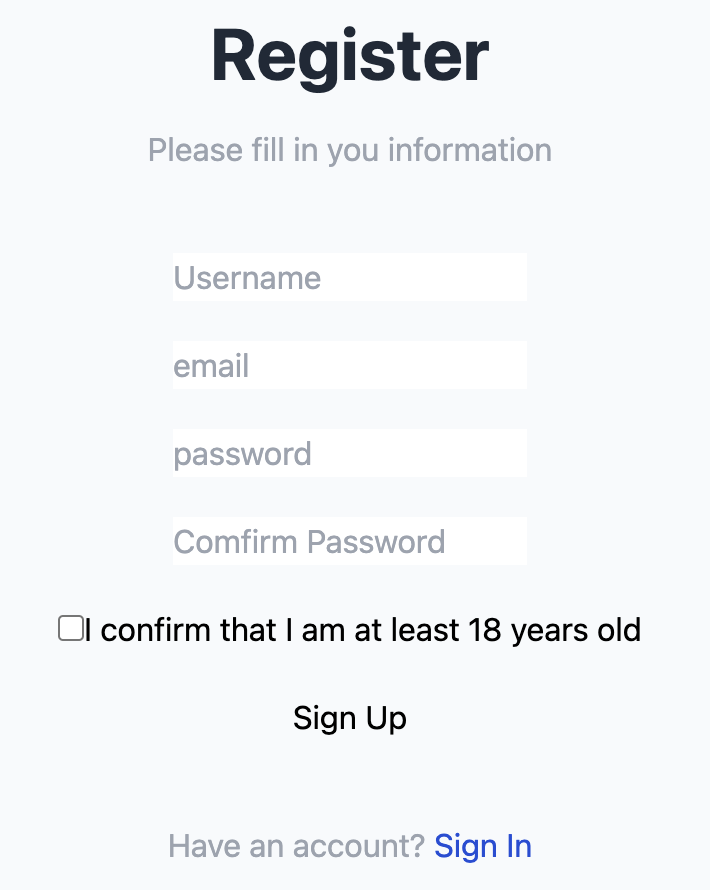 Register
Please fill in you information
Username
email
password
Comfirm Password
I confirm that I am at least 18 years old
Sign Up
Have an account? Sign In